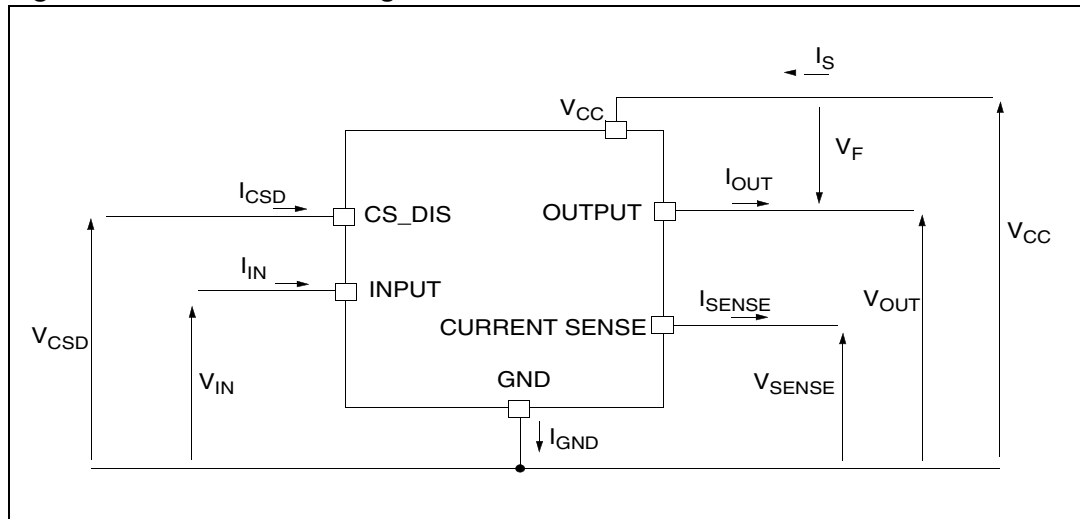 I_S
V_CC
V_F
I_CSD
I_OUT
CS_DIS
OUTPUT
V_CC
I_IN
INPUT
I_SENSE
V_OUT
CURRENT SENSE
V_CSD
V_IN
GND
V_SENSE
I_GND